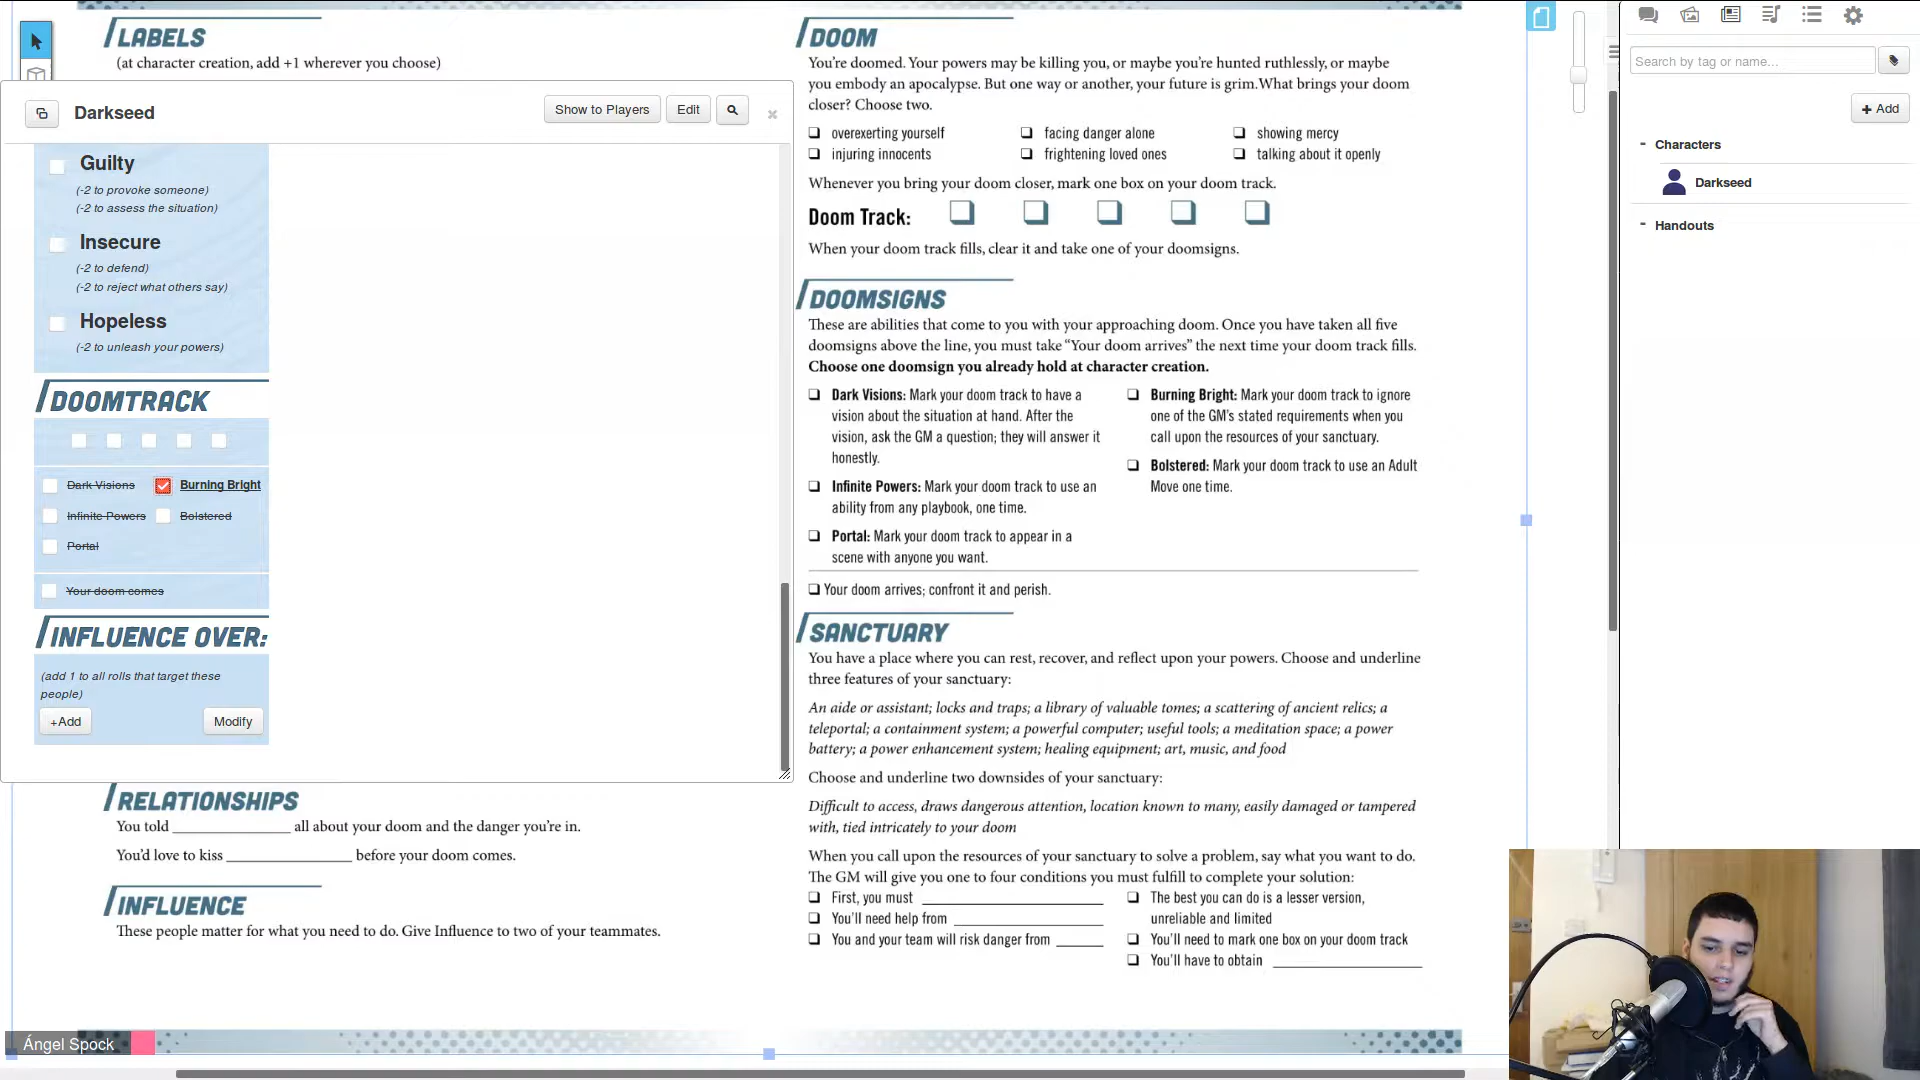 LABELS
(at character creation, add +1 wherever you choose)
Darkseed
Show to Players
Edit
Guilty
(-2 to provoke someone)
(-2 to assess the situation)
Insecure
(-2 to defend)
(-2 to reject what others say)
Hopeless
(-2 to unleash your powers)
DOOMTRACK
Dark Visions
Burning Bright
Infinite Powers
Bolstered
Portal
Your doom comes
INFLUENCE OVER:
(add 1 to all rolls that target these
people)
+Add
Modify
RELATIONSHIPS
You told ________________ all about your doom and the danger you're in.
You'd love to kiss _________________ before your doom comes.
INFLUENCE
These people matter for what you need to do. Give Influence to two of your teammates.
Ángel Spock
DOOM
You're doomed. Your powers may be killing you, or maybe you're hunted ruthlessly, or maybe
you embody an apocalypse. But one way or another, your future is grim.What brings your doom
closer? Choose two.
overexerting yourself
facing danger alone
showing mercy
injuring innocents
frightening loved ones
talking about it openly
Whenever you bring your doom closer, mark one box on your doom track.
Doom Track:
When your doom track fills, clear it and take one of your doomsigns.
DOOMSIGNS
These are abilities that come to you with your approaching doom. Once you have taken all five
doomsigns above the line, you must take “Your doom arrives” the next time your doom track fills.
Choose one doomsign you already hold at character creation.
Dark Visions: Mark your doom track to have a
vision about the situation at hand. After the
vision, ask the GM a question; they will answer it
honestly.
Infinite Powers: Mark your doom track to use an
ability from any playbook, one time.
Portal: Mark your doom track to appear in a
scene with anyone you want.
Burning Bright: Mark your doom track to ignore
one of the GM's stated requirements when you
call upon the resources of your sanctuary.
Bolstered: Mark your doom track to use an Adult
Move one time.
Your doom arrives; confront it and perish.
SANCTUARY
You have a place where you can rest, recover, and reflect upon your powers. Choose and underline
three features of your sanctuary:
An aide or assistant; locks and traps; a library of valuable tomes; a scattering of ancient relics; a
teleportal; a containment system; a powerful computer; useful tools; a meditation space; a power
battery; a power enhancement system; healing equipment; art, music, and food
Choose and underline two downsides of your sanctuary:
Difficult to access, draws dangerous attention, location known to many, easily damaged or tampered
with, tied intricately to your doom
When you call upon the resources of your sanctuary to solve a problem, say what you want to do.
The GM will give you one to four conditions you must fulfill to complete your solution:
First, you must ________________
You'll need help from ________________
You and your team will risk danger from _____
The best you can do is a lesser version,
unreliable and limited
You'll need to mark one box on your doom track
You'll have to obtain ________________
Search by tag or name...
+ Add
- Characters
Darkseed
- Handouts